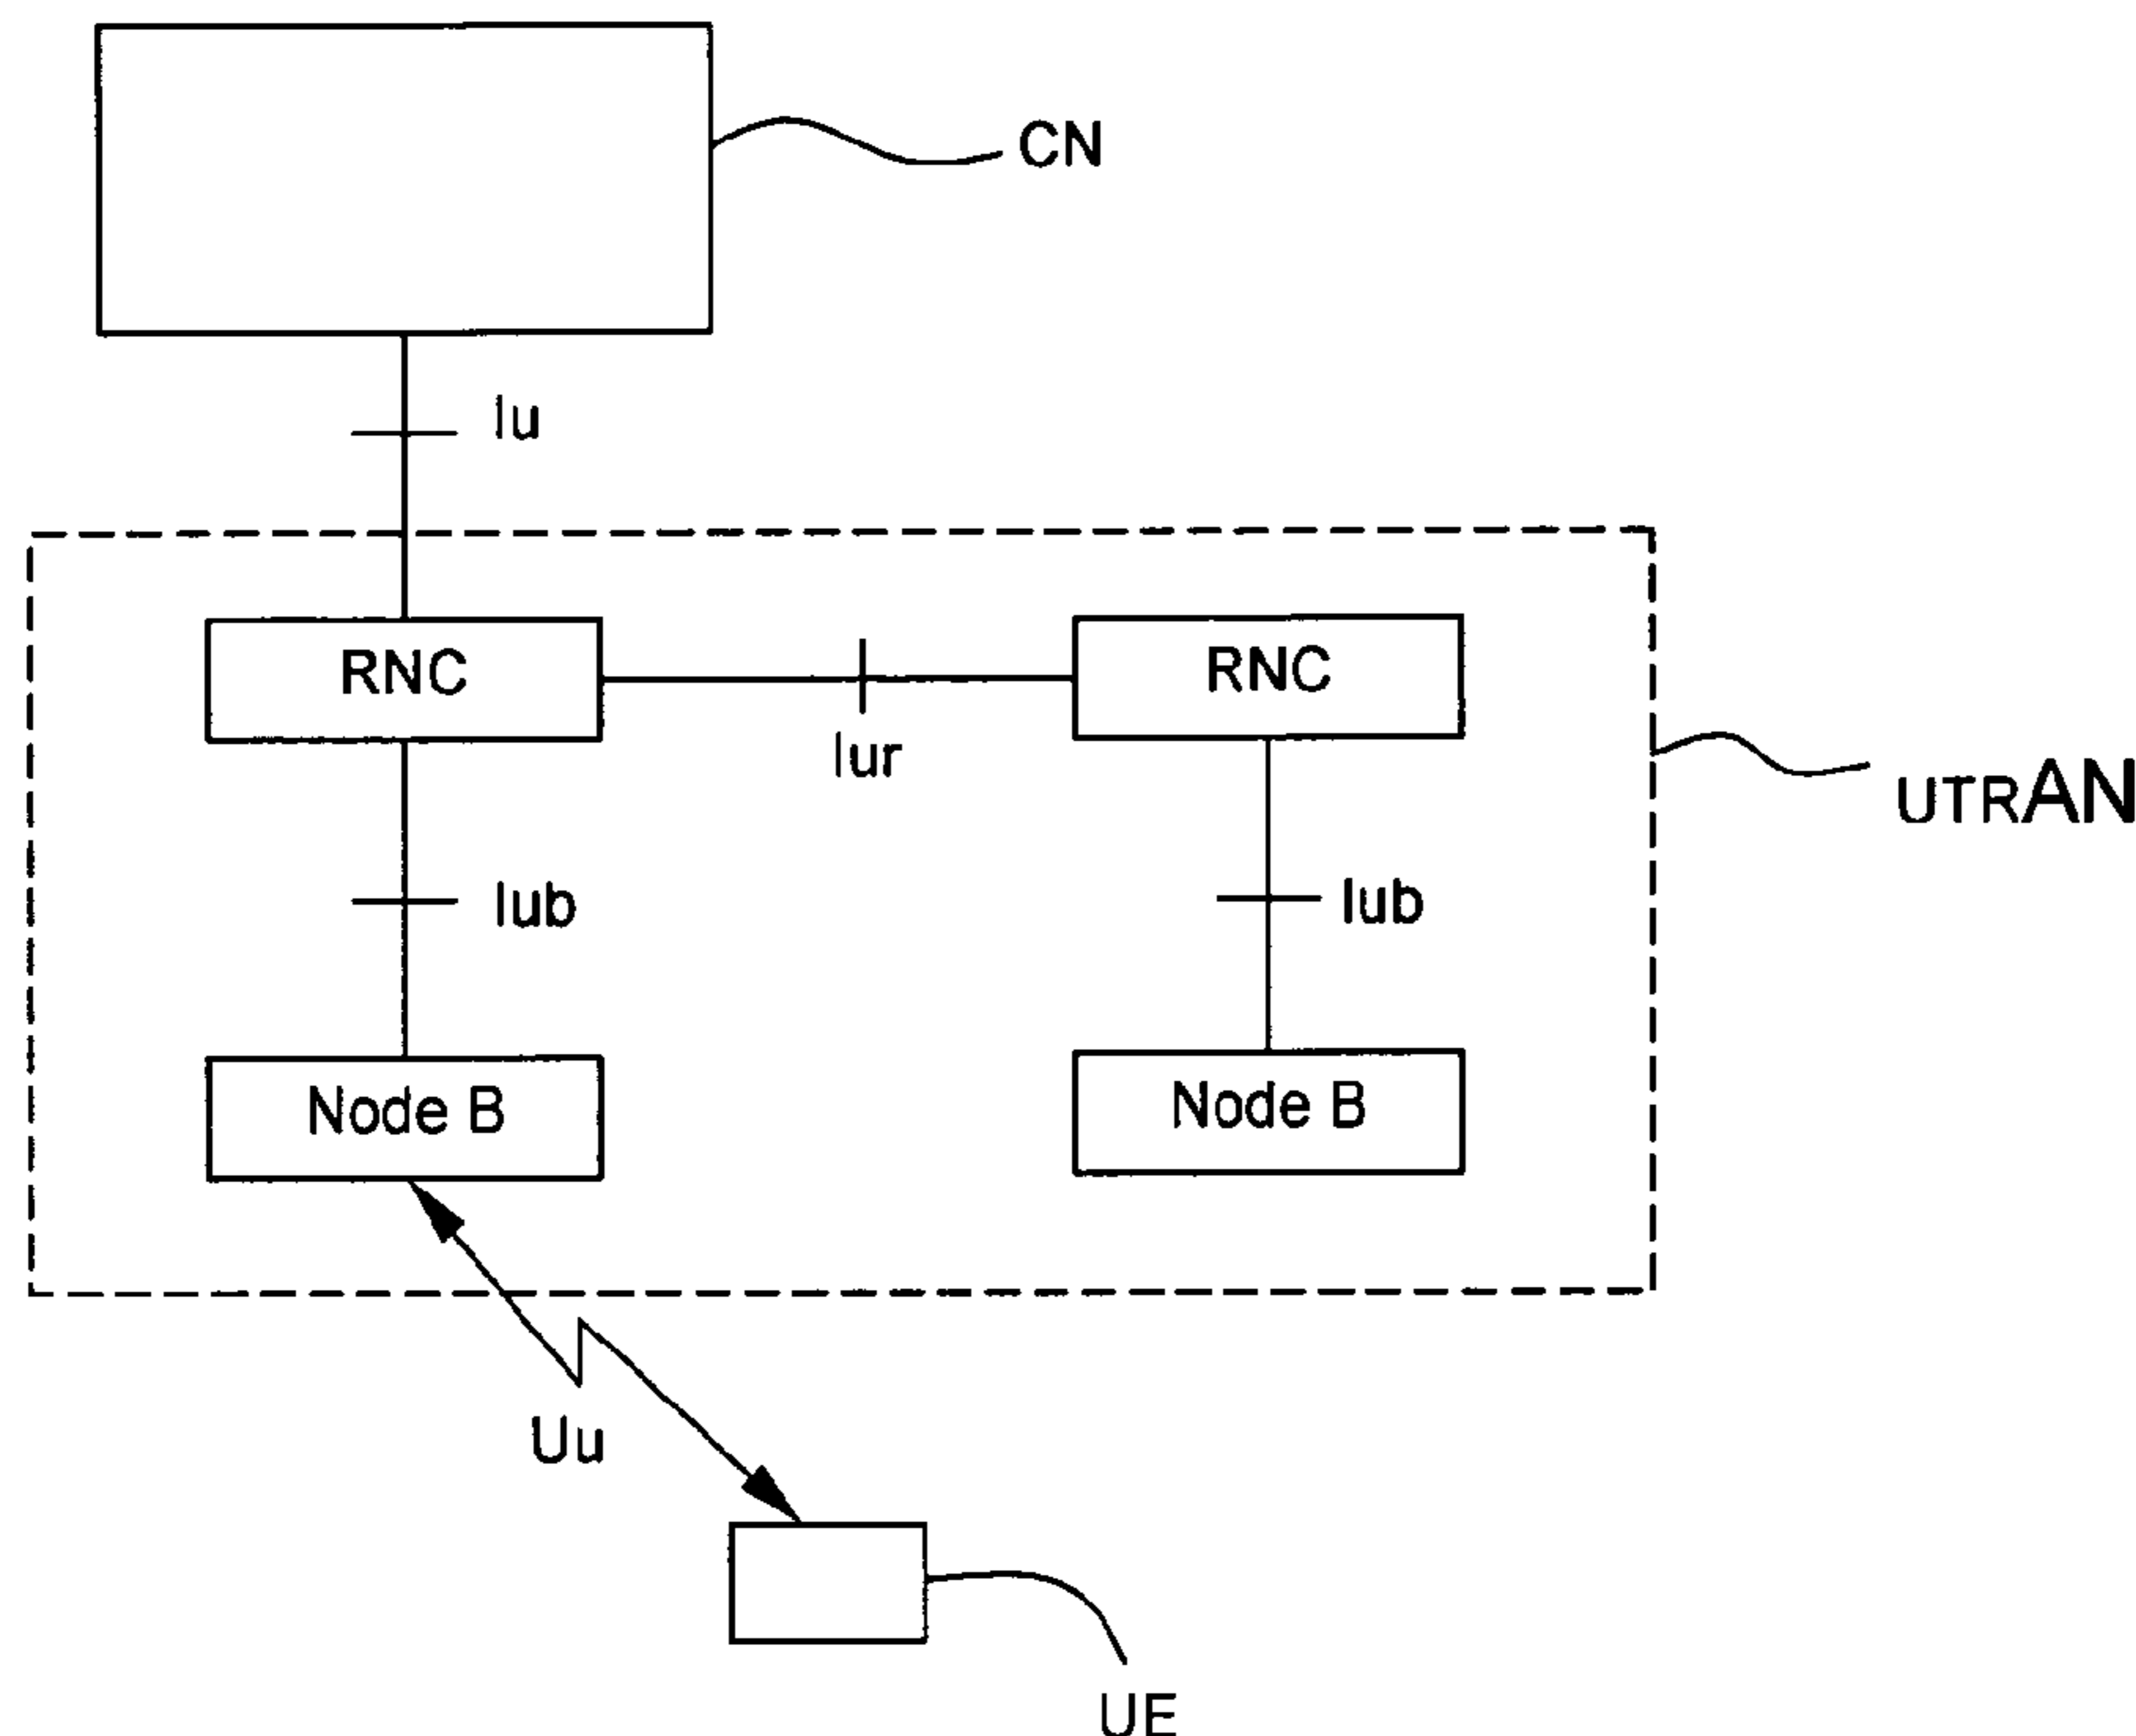 CN
Iu
RNC
RNC
Iur
UTRAN
Iub
Iub
Node B
Node B
Uu
UE